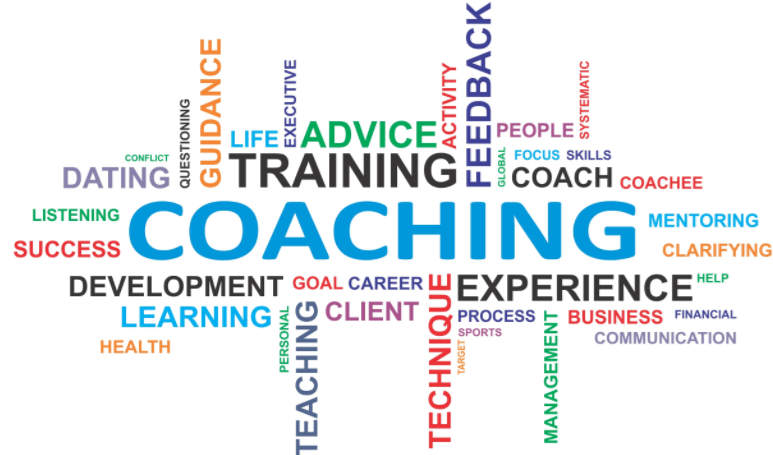 FEEDBACK
GUIDANCE
EXECUTIVE
SYSTEMATIC
ACTIVITY
QUESTIONING
LIFE
ADVICE
PEOPLE
CONFLICT
TRAINING
GLOBAL
FOCUS
SKILLS
DATING
COACH
COACHEE
LISTENING
COACHING
MENTORING
SUCCESS
CLARIFYING
DEVELOPMENT
GOAL
CAREER
TECHNIQUE
EXPERIENCE
HELP
LEARNING
PERSONAL
TEACHING
CLIENT
PROCESS
BUSINESS
FINANCIAL
SPORTS
MANAGEMENT
COMMUNICATION
HEALTH
TARGET